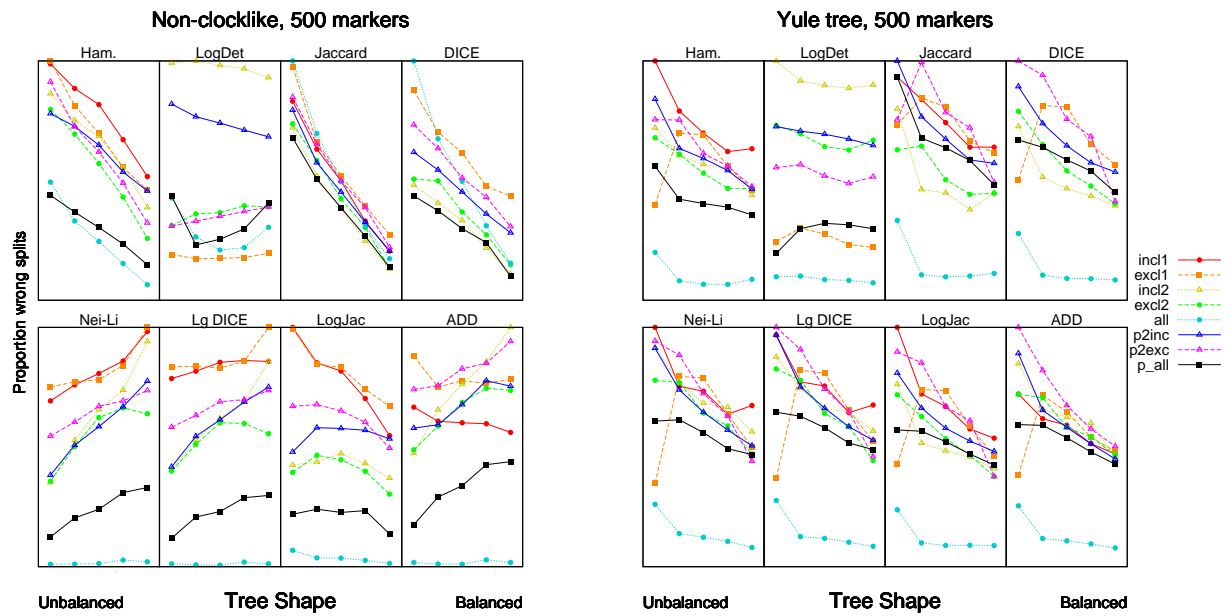 Non-clocklike, 500 markers
Yule tree, 500 markers
Ham. LogDet Jaccard DICE
Ham. LogDet Jaccard DICE
Proportion wrong splits
Nei-Li Lg DICE LogJac ADD
Nei-Li Lg DICE LogJac ADD
incl1
excl1
incl2
excl2
all
p2inc
p2exc
p_all
Unbalanced Tree Shape Balanced
Unbalanced Tree Shape Balanced